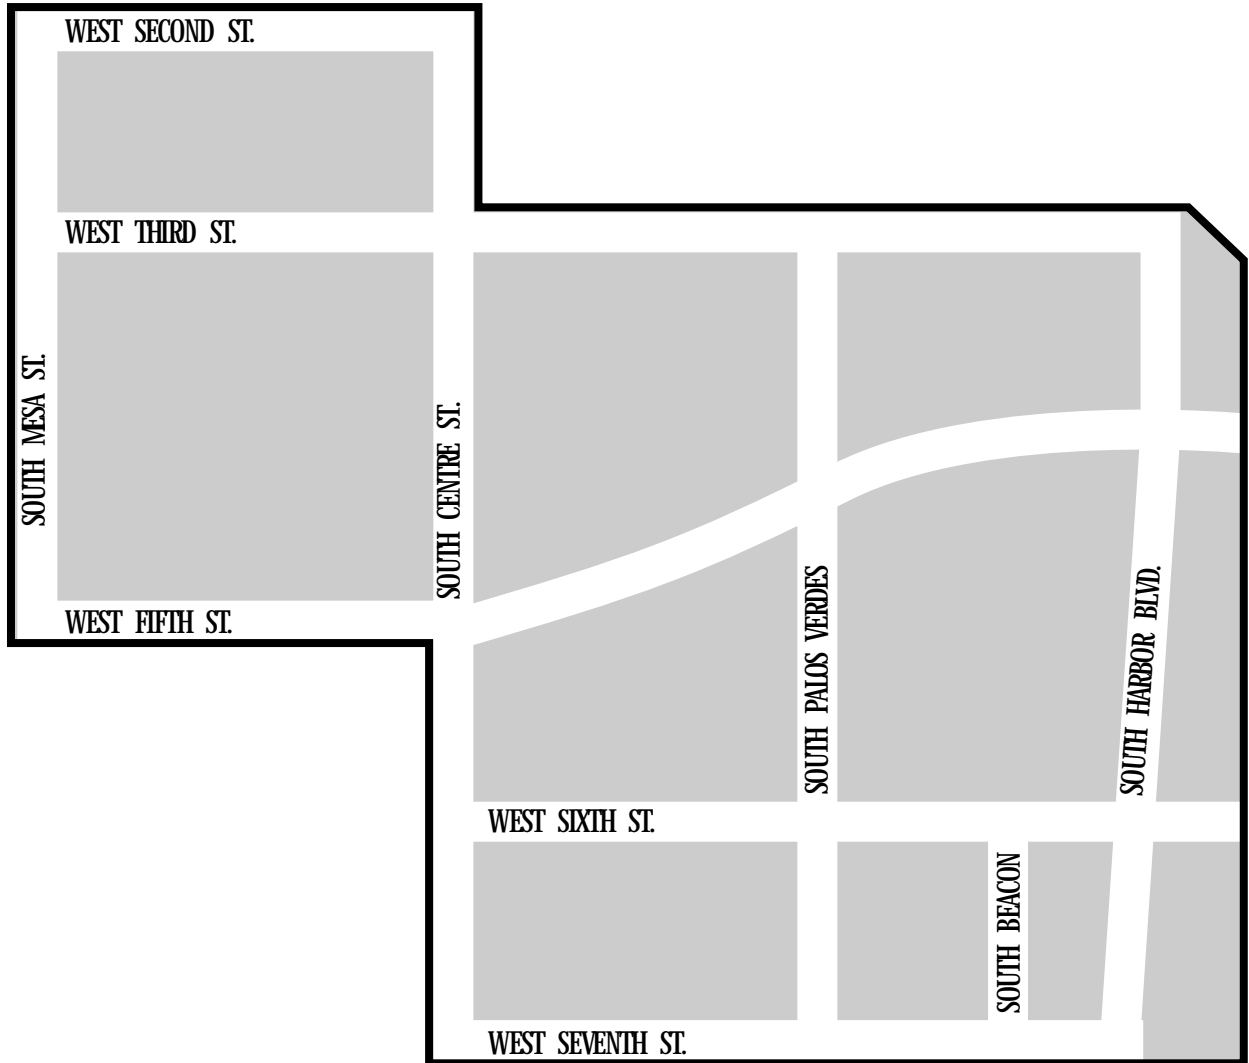 WEST SECOND ST.
WEST THIRD ST.
SOUTH MESA ST.
SOUTH CENTRE ST.
WEST FIFTH ST.
SOUTH PALOS VERDES
SOUTH HARBOR BLVD.
WEST SIXTH ST.
SOUTH BEACON
WEST SEVENTH ST.